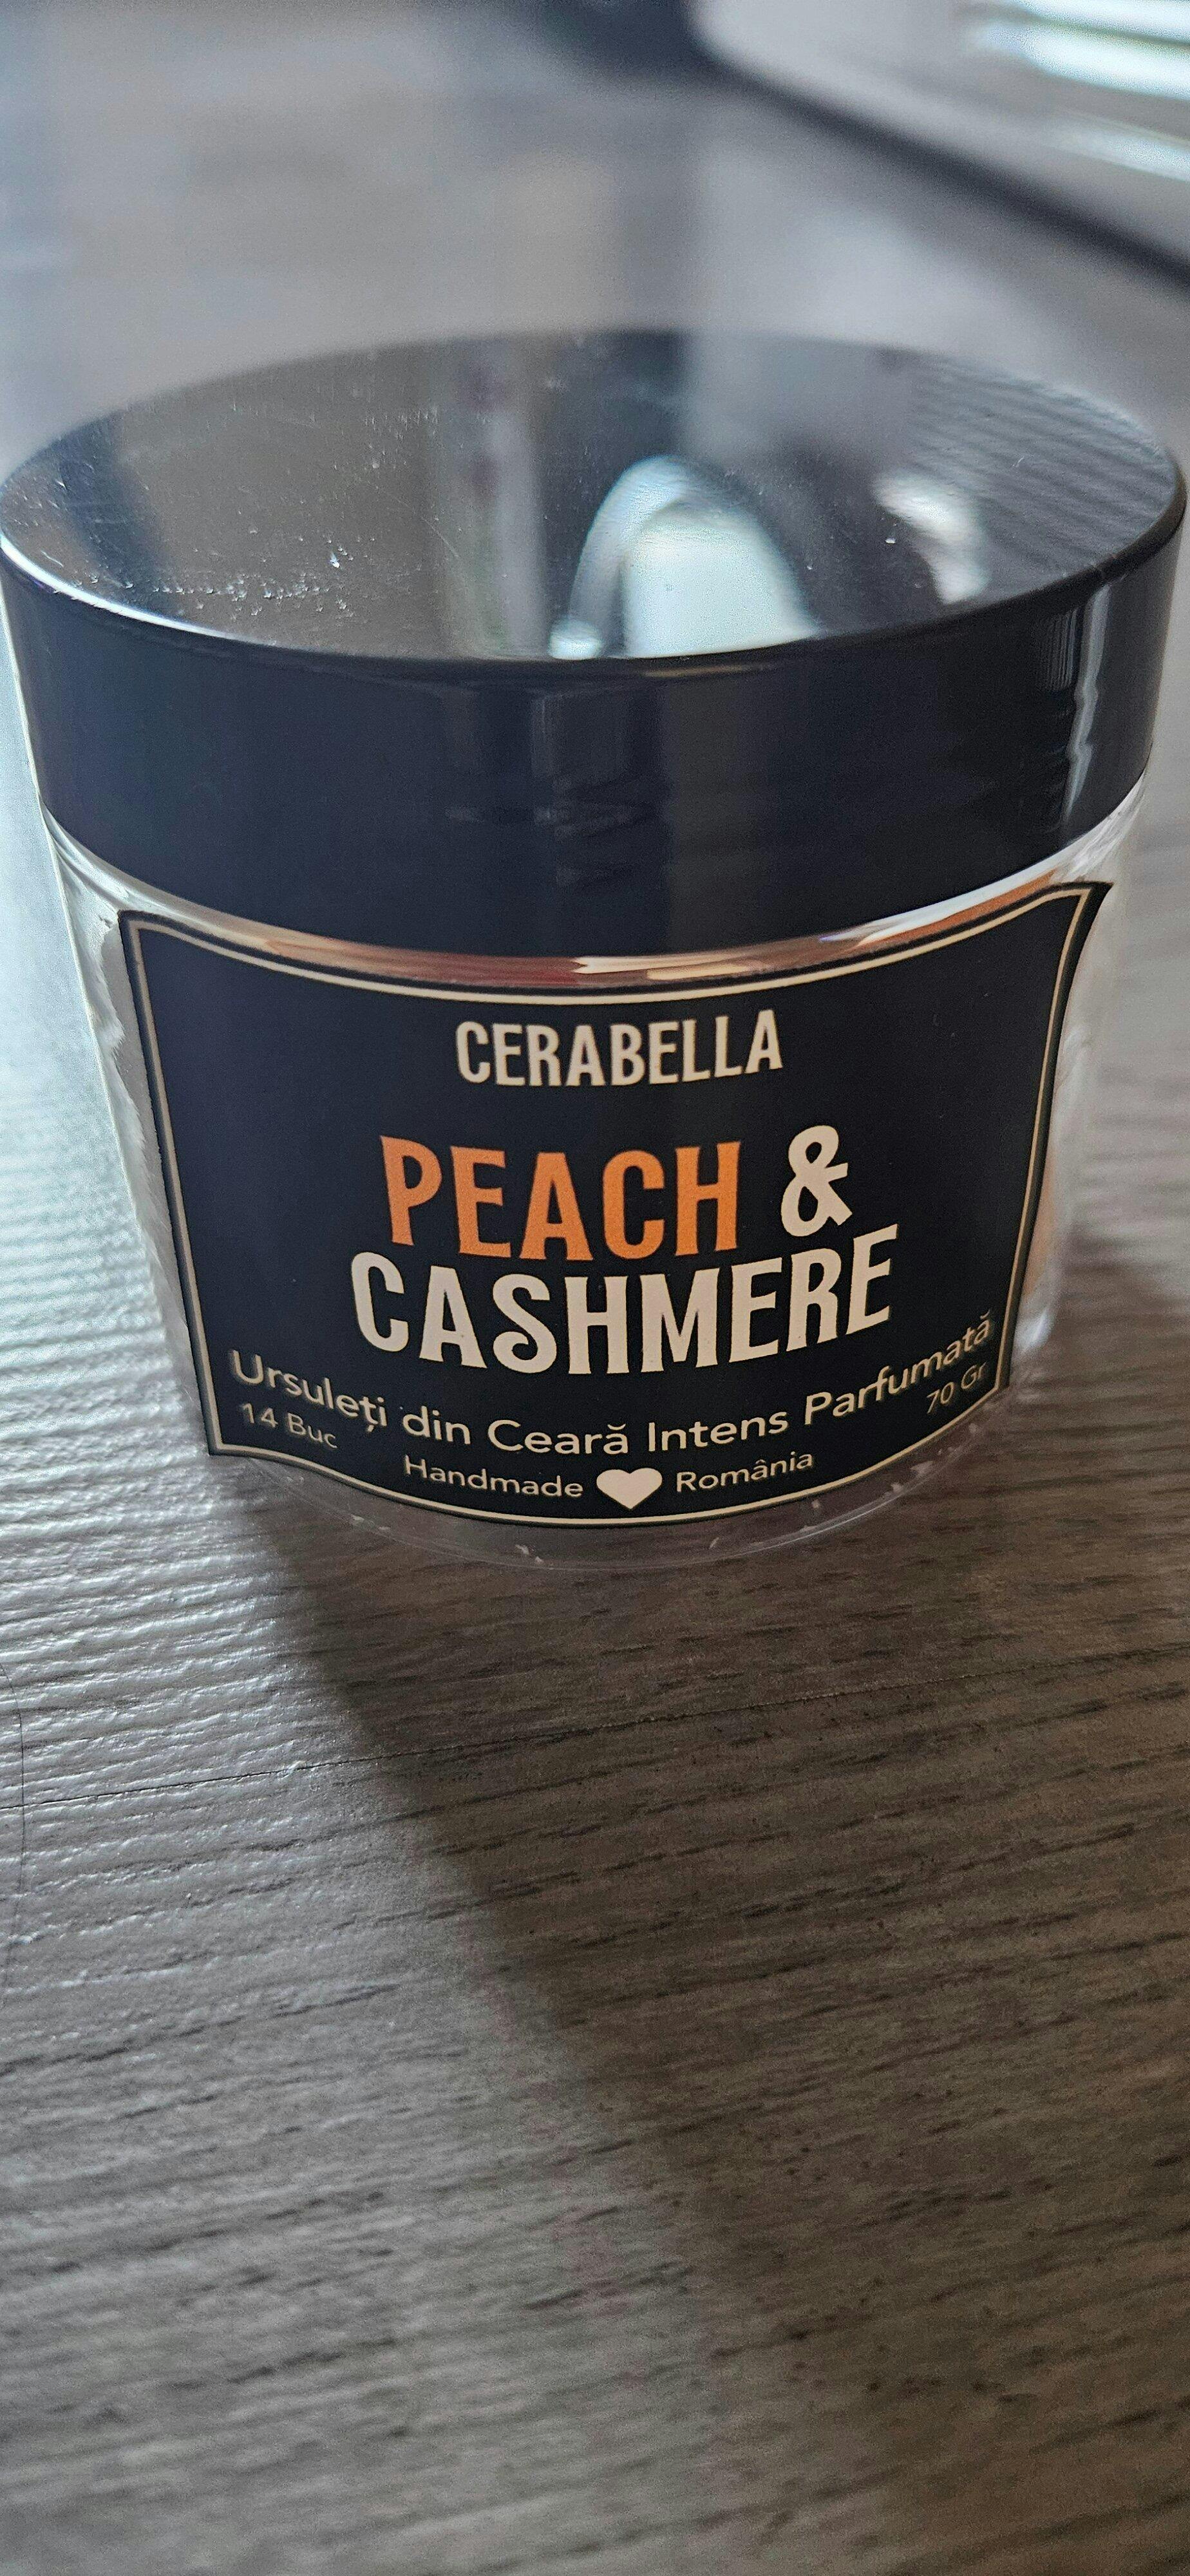 CERABELLA
PEACH &
CASHMERE
Ursuleți din Ceară Intens Parfumată
14 Buc
70 Gr
Handmade România